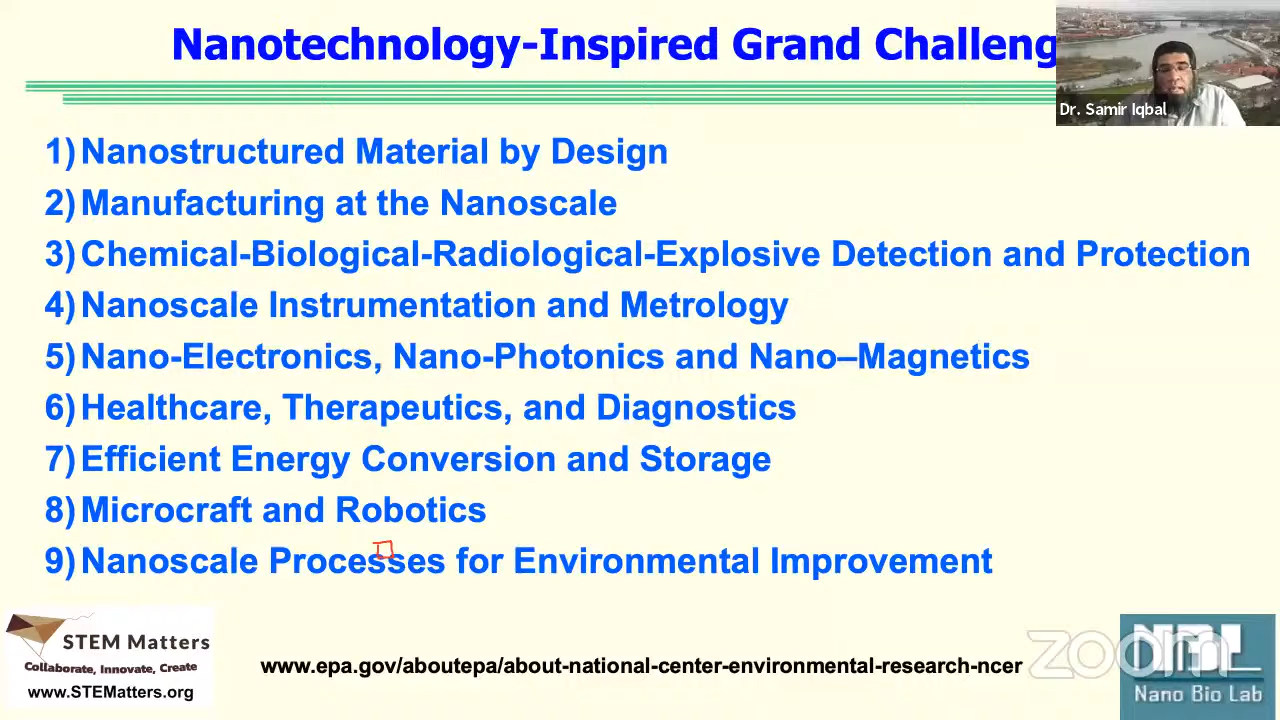 Nanotechnology-Inspired Grand Challeng
Dr. Samir Iqbal
1) Nanostructured Material by Design
2) Manufacturing at the Nanoscale
3) Chemical-Biological-Radiological-Explosive Detection and Protection
4) Nanoscale Instrumentation and Metrology
5) Nano-Electronics, Nano-Photonics and Nano–Magnetics
6) Healthcare, Therapeutics, and Diagnostics
7) Efficient Energy Conversion and Storage
8) Microcraft and Robotics
9) Nanoscale Processes for Environmental Improvement
STEM Matters
Collaborate, Innovate, Create
www.STEMatters.org
www.epa.gov/aboutepa/about-national-center-environmental-research-ncer
zoom
NBL
Nano Bio Lab